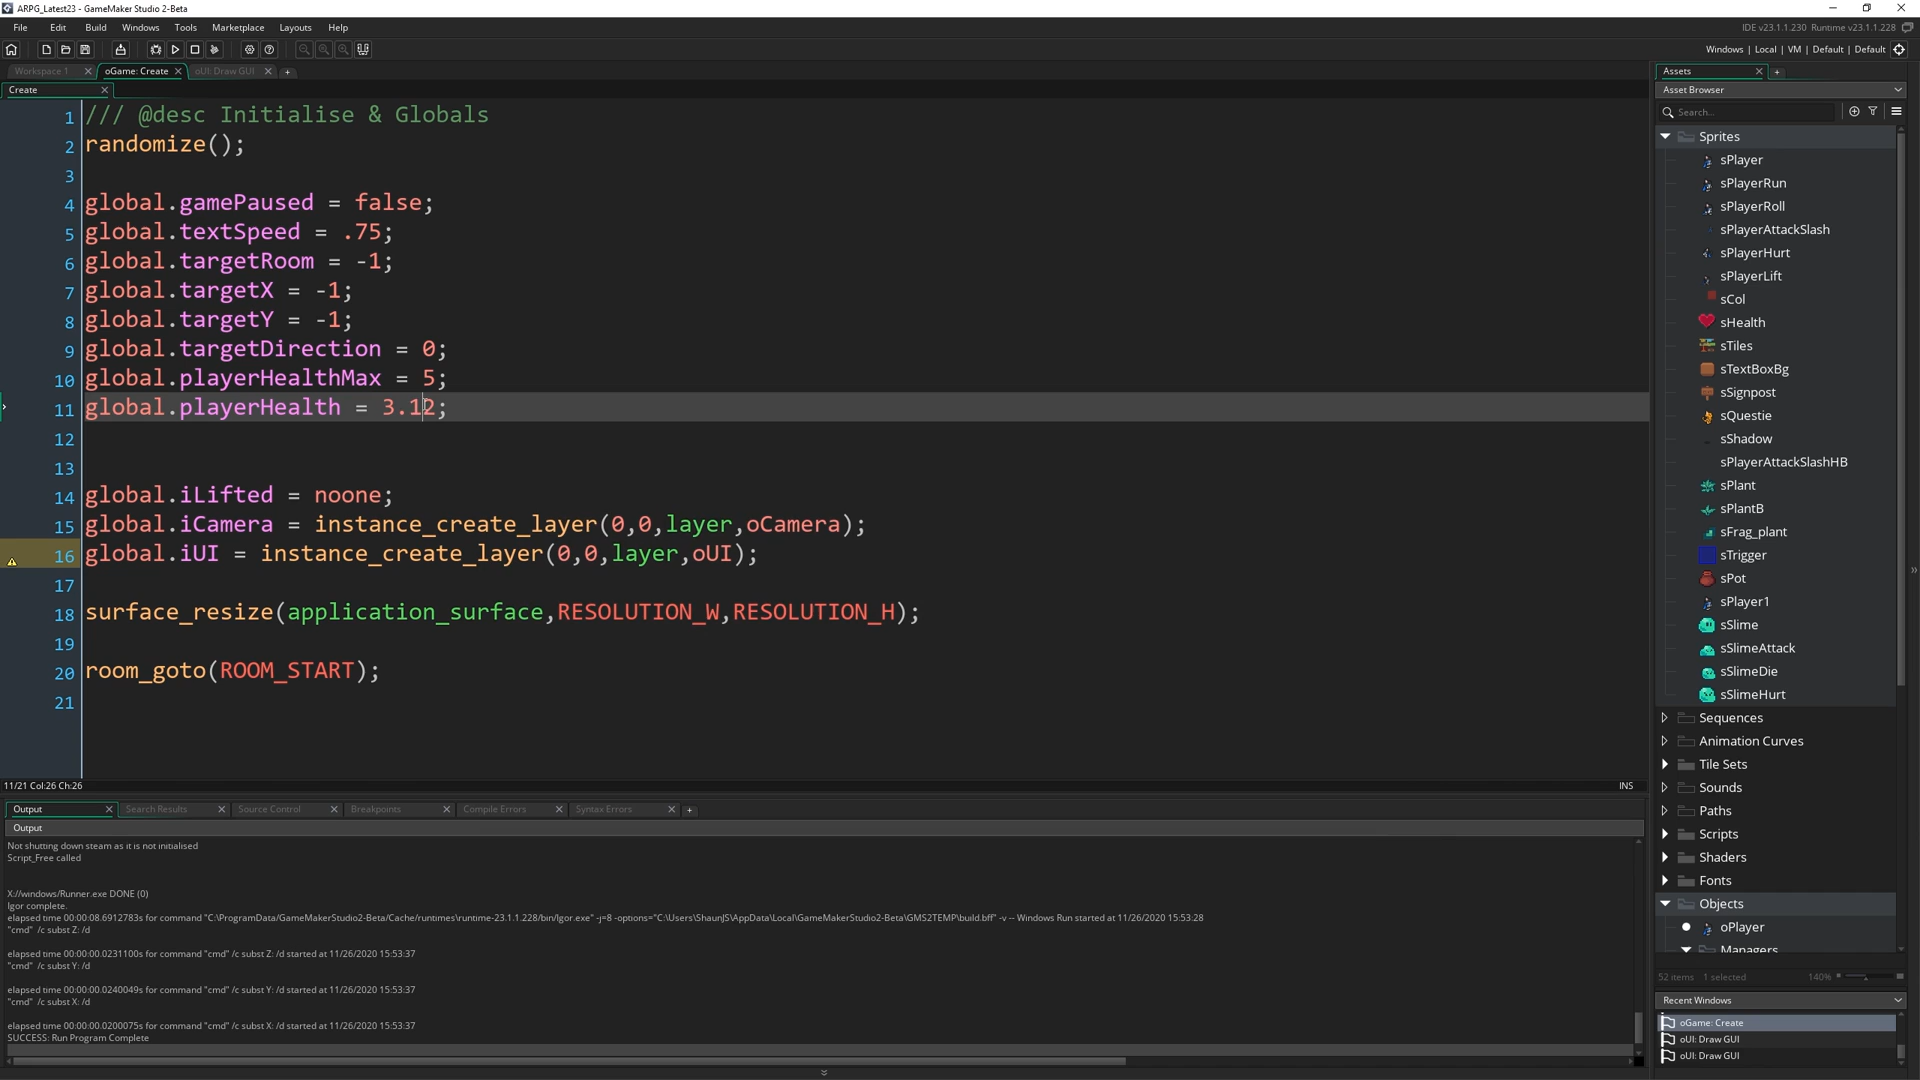 ARPG_Latest23 - GameMaker Studio 2-Beta
File Edit Build Windows Tools Marketplace Layouts Help
IDE v23.1.1.230 Runtime v23.1.1.228
Windows | Local | VM | Default | Default
Workspace 1 oGame: Create oUI: Draw GUI
Create
1 /// @desc Initialise & Globals
2 randomize();
3
4 global.gamePaused = false;
5 global.textSpeed = .75;
6 global.targetRoom = -1;
7 global.targetX = -1;
8 global.targetY = -1;
9 global.targetDirection = 0;
10 global.playerHealthMax = 5;
11 global.playerHealth = 3.12;
12
13
14 global.iLifted = noone;
15 global.iCamera = instance_create_layer(0,0,layer,oCamera);
16 global.iUI = instance_create_layer(0,0,layer,oUI);
17
18 surface_resize(application_surface,RESOLUTION_W,RESOLUTION_H);
19
20 room_goto(ROOM_START);
21
11/21 Col:26 Ch:26
INS
Output Search Results Source Control Breakpoints Compile Errors Syntax Errors
Output
Not shutting down steam as it is not initialised
Script_Free called
X://windows/Runner.exe DONE (0)
Igor complete.
elapsed time 00:00:08.6912783s for command "C:\ProgramData/GameMakerStudio2-Beta/Cache/runtimes\runtime-23.1.1.228/bin/Igor.exe" -j=8 -options="C:\Users\ShaunJS\AppData\Local\GameMakerStudio2-Beta\GMS2TEMP\build.bff" -v -- Windows Run started at 11/26/2020 15:53:28
"cmd" /c subst Z: /d
elapsed time 00:00:00.0231100s for command "cmd" /c subst Z: /d started at 11/26/2020 15:53:37
"cmd" /c subst Y: /d
elapsed time 00:00:00.0240049s for command "cmd" /c subst Y: /d started at 11/26/2020 15:53:37
"cmd" /c subst X: /d
elapsed time 00:00:00.0200075s for command "cmd" /c subst X: /d started at 11/26/2020 15:53:37
SUCCESS: Run Program Complete
Assets
Asset Browser
Search...
Sprites
sPlayer
sPlayerRun
sPlayerRoll
sPlayerAttackSlash
sPlayerHurt
sPlayerLift
sCol
sHealth
sTiles
sTextBoxBg
sSignpost
sQuestie
sShadow
sPlayerAttackSlashHB
sPlant
sPlantB
sFrag_plant
sTrigger
sPot
sPlayer1
sSlime
sSlimeAttack
sSlimeDie
sSlimeHurt
Sequences
Animation Curves
Tile Sets
Sounds
Paths
Scripts
Shaders
Fonts
Objects
oPlayer
Managers
52 items 1 selected 140%
Recent Windows
oGame: Create
oUI: Draw GUI
oUI: Draw GUI